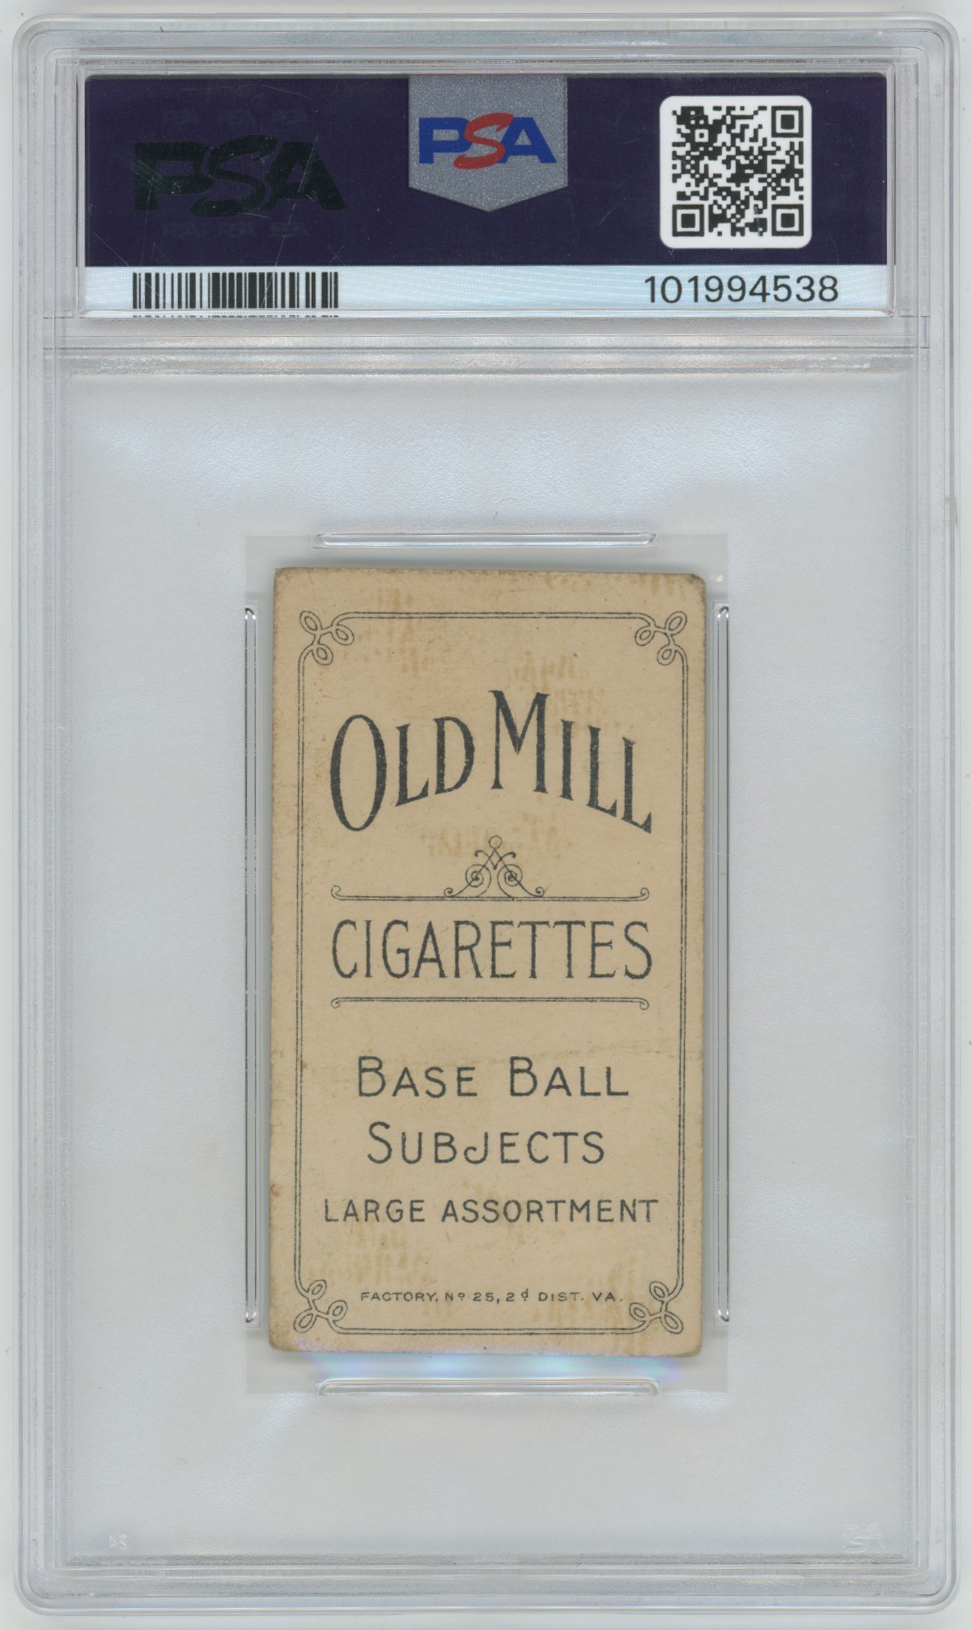 PSA
PSA
101994538
OLD MILL
CIGARETTES
BASE BALL
SUBJECTS
LARGE ASSORTMENT
FACTORY, Nº 25, 2d DIST. VA.